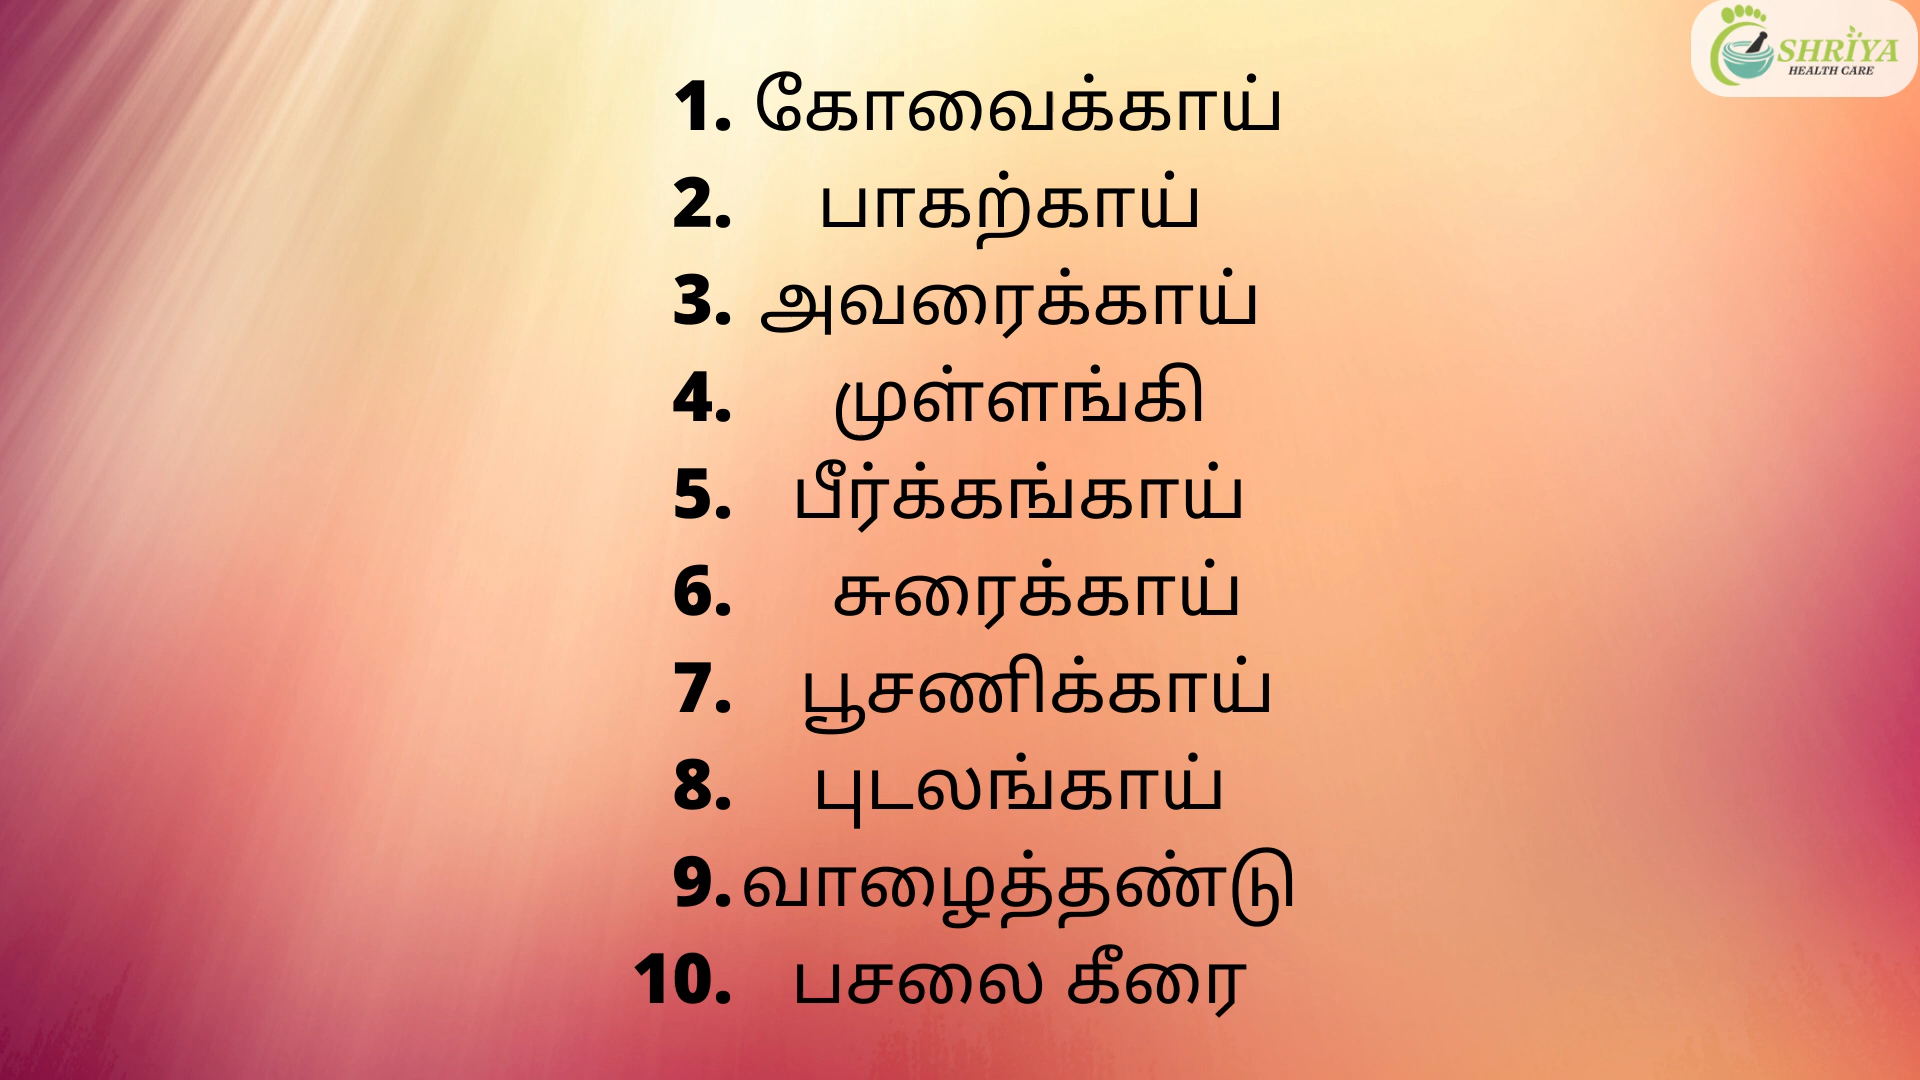 SHRIYA
HEALTH CARE
1. கோவைக்காய்
2. பாகற்காய்
3. அவரைக்காய்
4. முள்ளங்கி
5. பீர்க்கங்காய்
6. சுரைக்காய்
7. பூசணிக்காய்
8. புடலங்காய்
9. வாழைத்தண்டு
10. பசலை கீரை